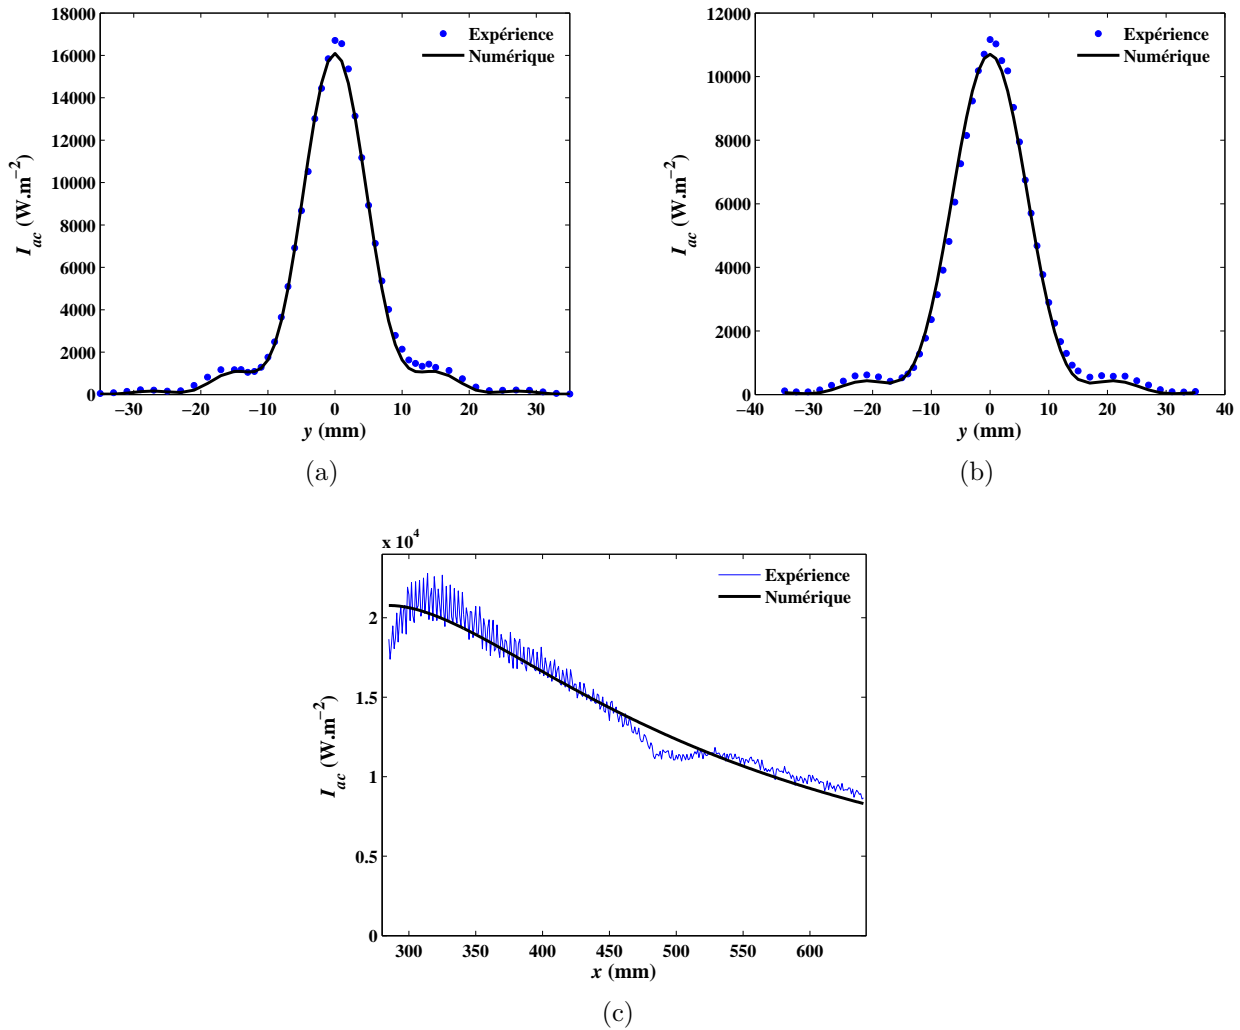 18000
16000
14000
12000
10000
8000
6000
4000
2000
0
I_ac (W.m⁻²)
Expérience
Numérique
−30 −20 −10 0 10 20 30
y (mm)
(a)
12000
10000
8000
6000
4000
2000
0
I_ac (W.m⁻²)
Expérience
Numérique
−40 −30 −20 −10 0 10 20 30 40
y (mm)
(b)
x 10⁴
2
1.5
1
0.5
0
I_ac (W.m⁻²)
Expérience
Numérique
300 350 400 450 500 550 600
x (mm)
(c)